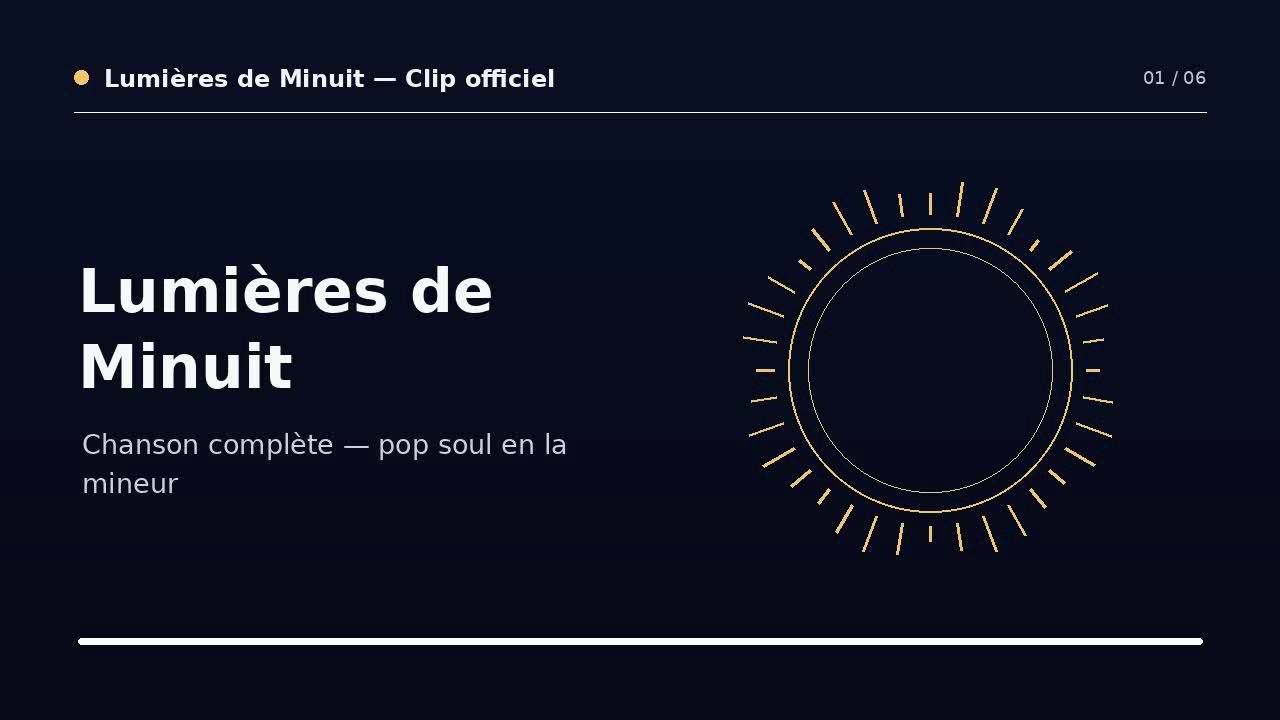 Lumières de Minuit — Clip officiel
01 / 06
Lumières de
Minuit
Chanson complète — pop soul en la
mineur